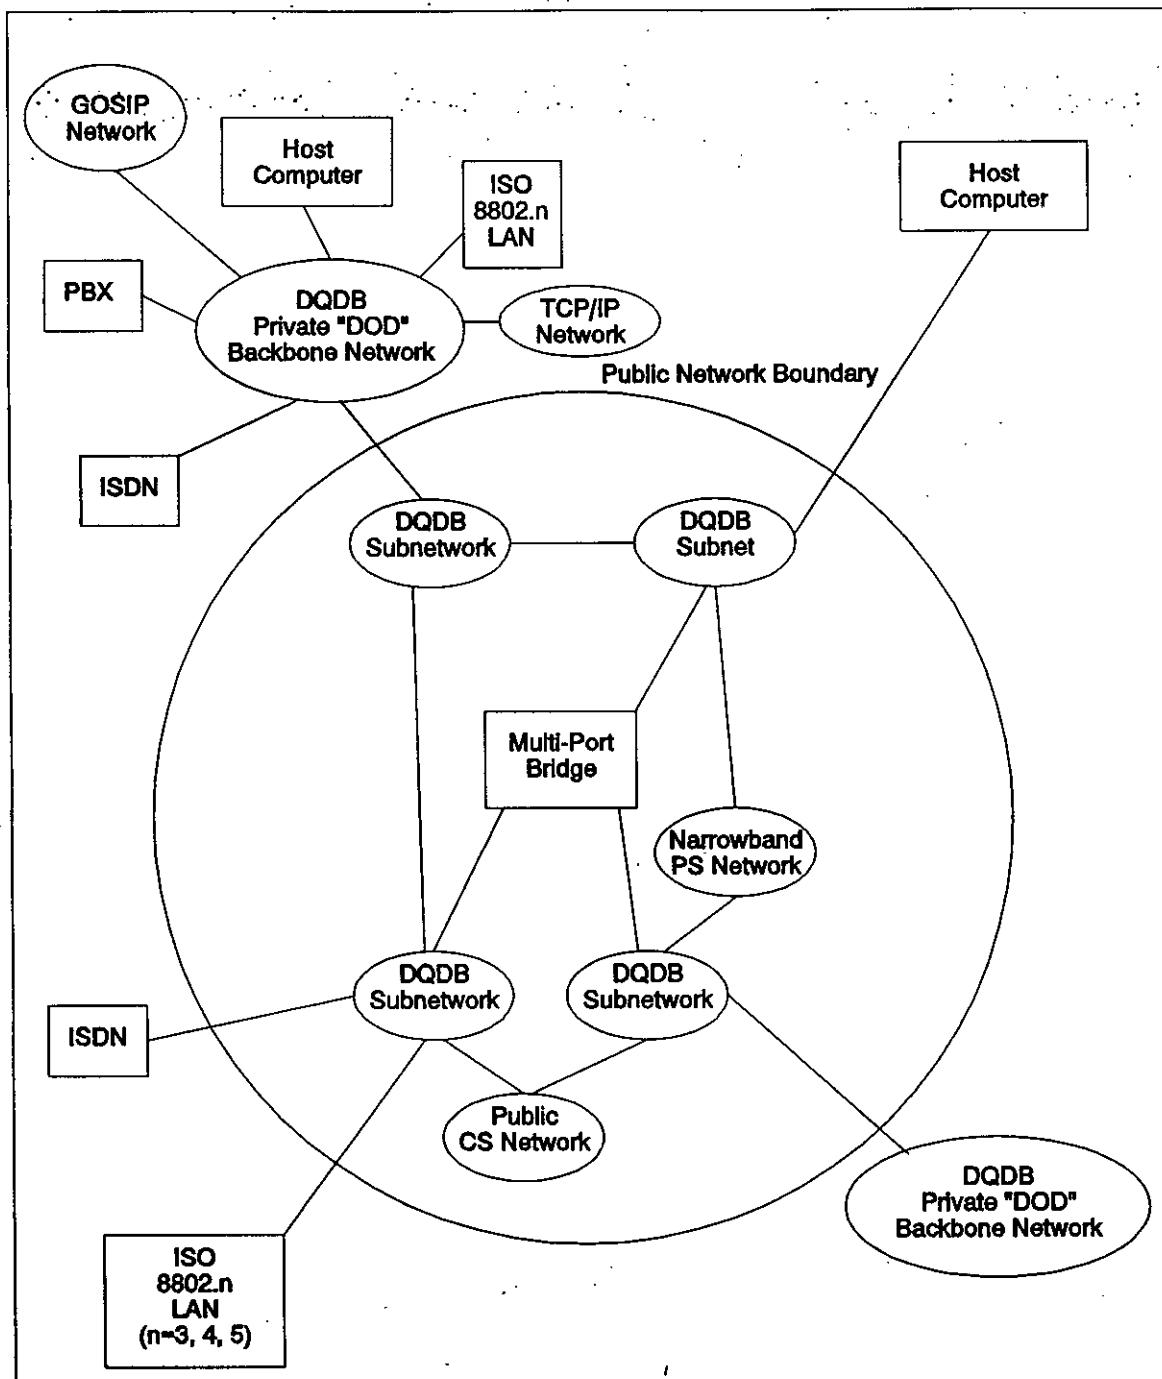 GOSIP
Network
Host
Computer
ISO
8802.n
LAN
Host
Computer
PBX
DQDB
Private "DOD"
Backbone Network
TCP/IP
Network
Public Network Boundary
ISDN
DQDB
Subnetwork
DQDB
Subnet
Multi-Port
Bridge
Narrowband
PS Network
DQDB
Subnetwork
DQDB
Subnetwork
ISDN
Public
CS Network
DQDB
Private "DOD"
Backbone Network
ISO
8802.n
LAN
(n=3, 4, 5)